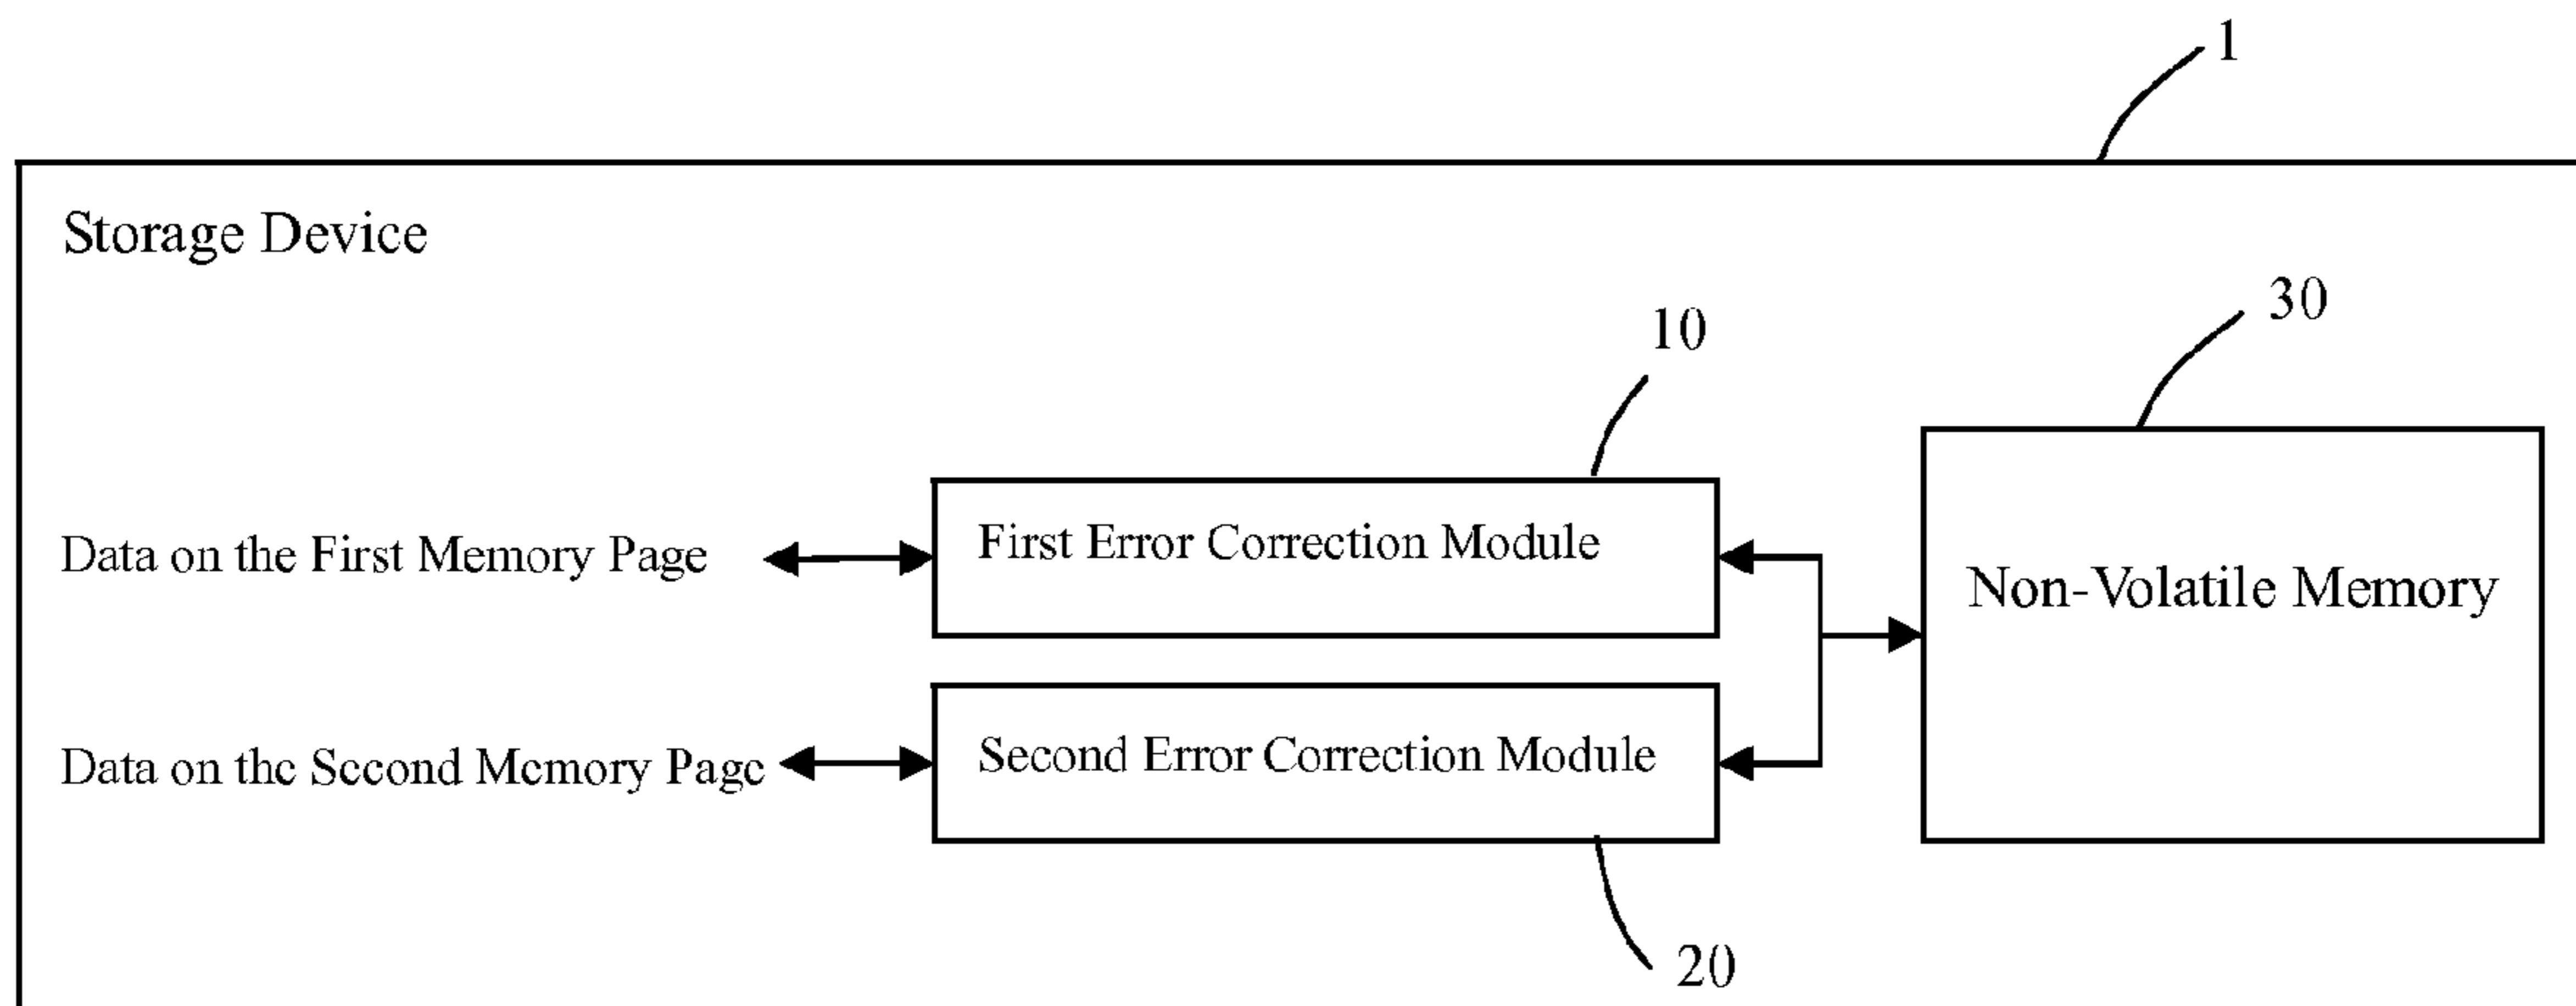 1
Storage Device
30
10
First Error Correction Module
Data on the First Memory Page
Non-Volatile Memory
Second Error Correction Module
Data on the Second Memory Page
20